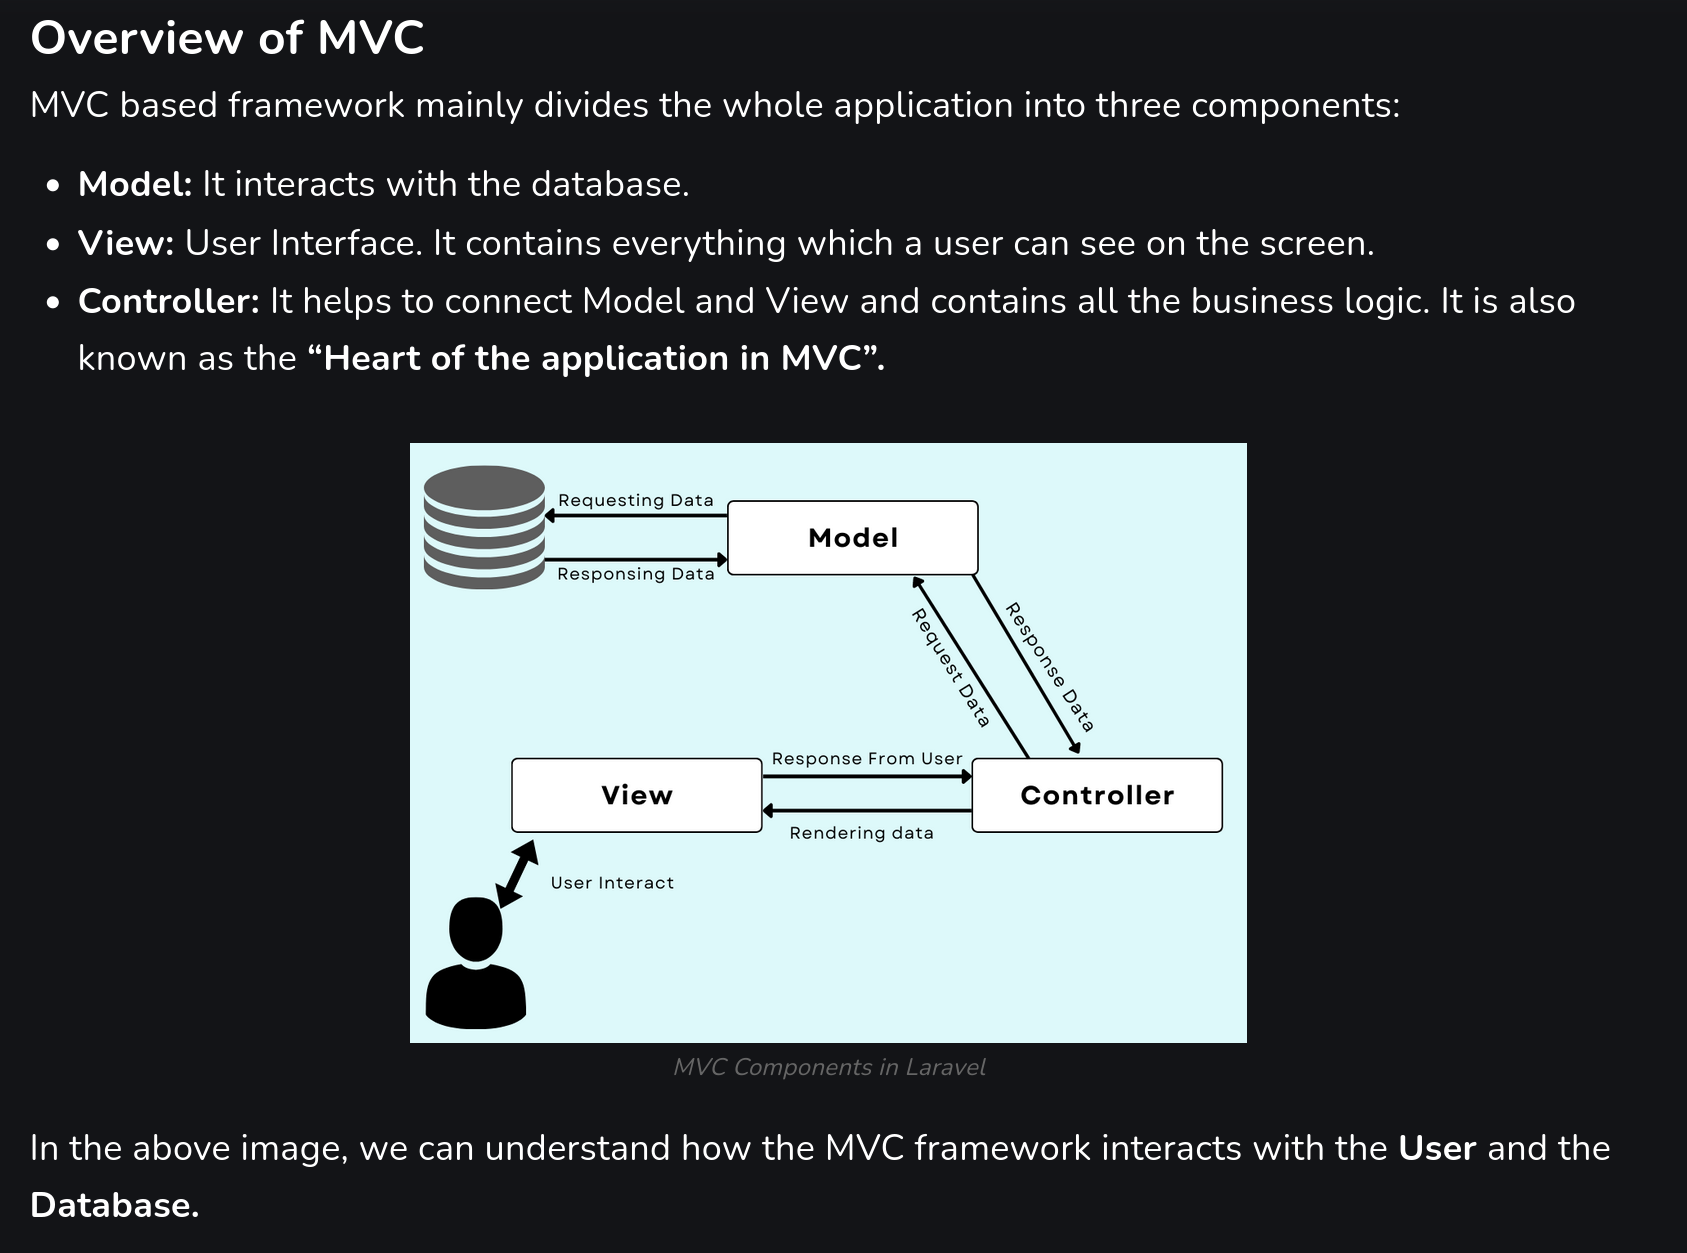 Overview of MVC
MVC based framework mainly divides the whole application into three components:
• Model: It interacts with the database.
• View: User Interface. It contains everything which a user can see on the screen.
• Controller: It helps to connect Model and View and contains all the business logic. It is also
known as the “Heart of the application in MVC”.
Requesting Data
Model
Responsing Data
Request Data
Response Data
Response From User
View
Controller
Rendering data
User Interact
MVC Components in Laravel
In the above image, we can understand how the MVC framework interacts with the User and the
Database.